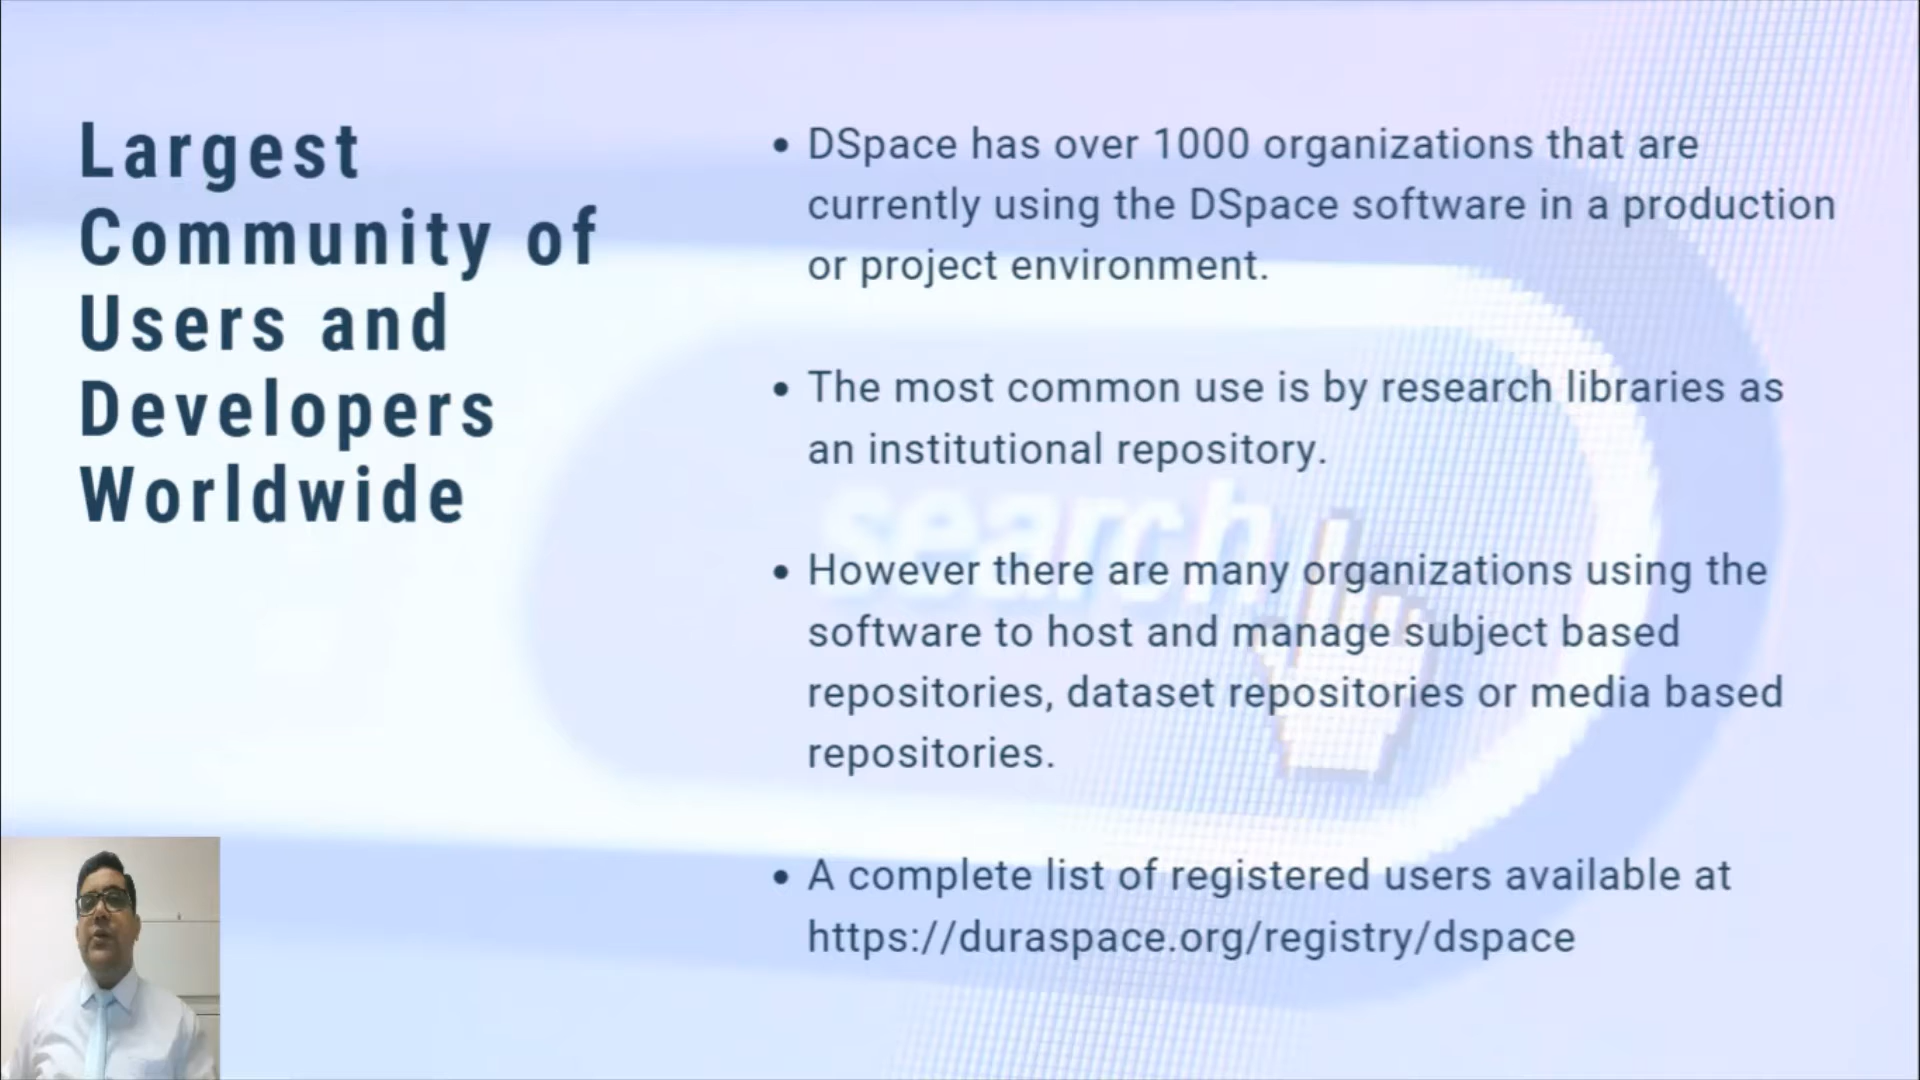 Largest
Community of
Users and
Developers
Worldwide
• DSpace has over 1000 organizations that are
currently using the DSpace software in a production
or project environment.
• The most common use is by research libraries as
an institutional repository.
• However there are many organizations using the
software to host and manage subject based
repositories, dataset repositories or media based
repositories.
• A complete list of registered users available at
https://duraspace.org/registry/dspace
search